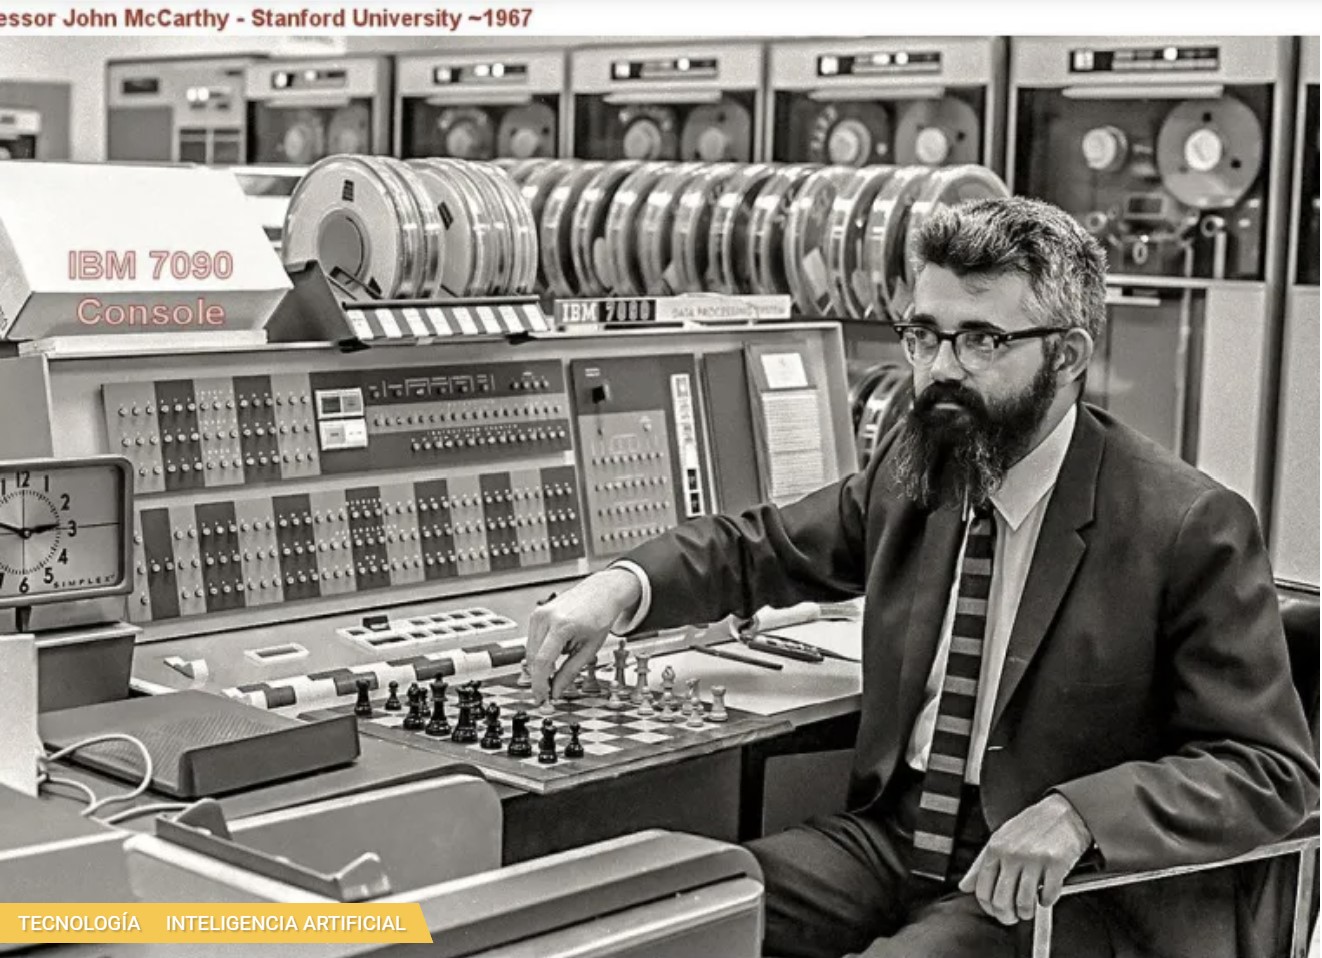 essor John McCarthy - Stanford University ~1967
IBM 7090
Console
IBM 7090 DATA PROCESSING SYSTEM
12
1
2
3
4
5
6
SIMPLEX
TECNOLOGÍA INTELIGENCIA ARTIFICIAL